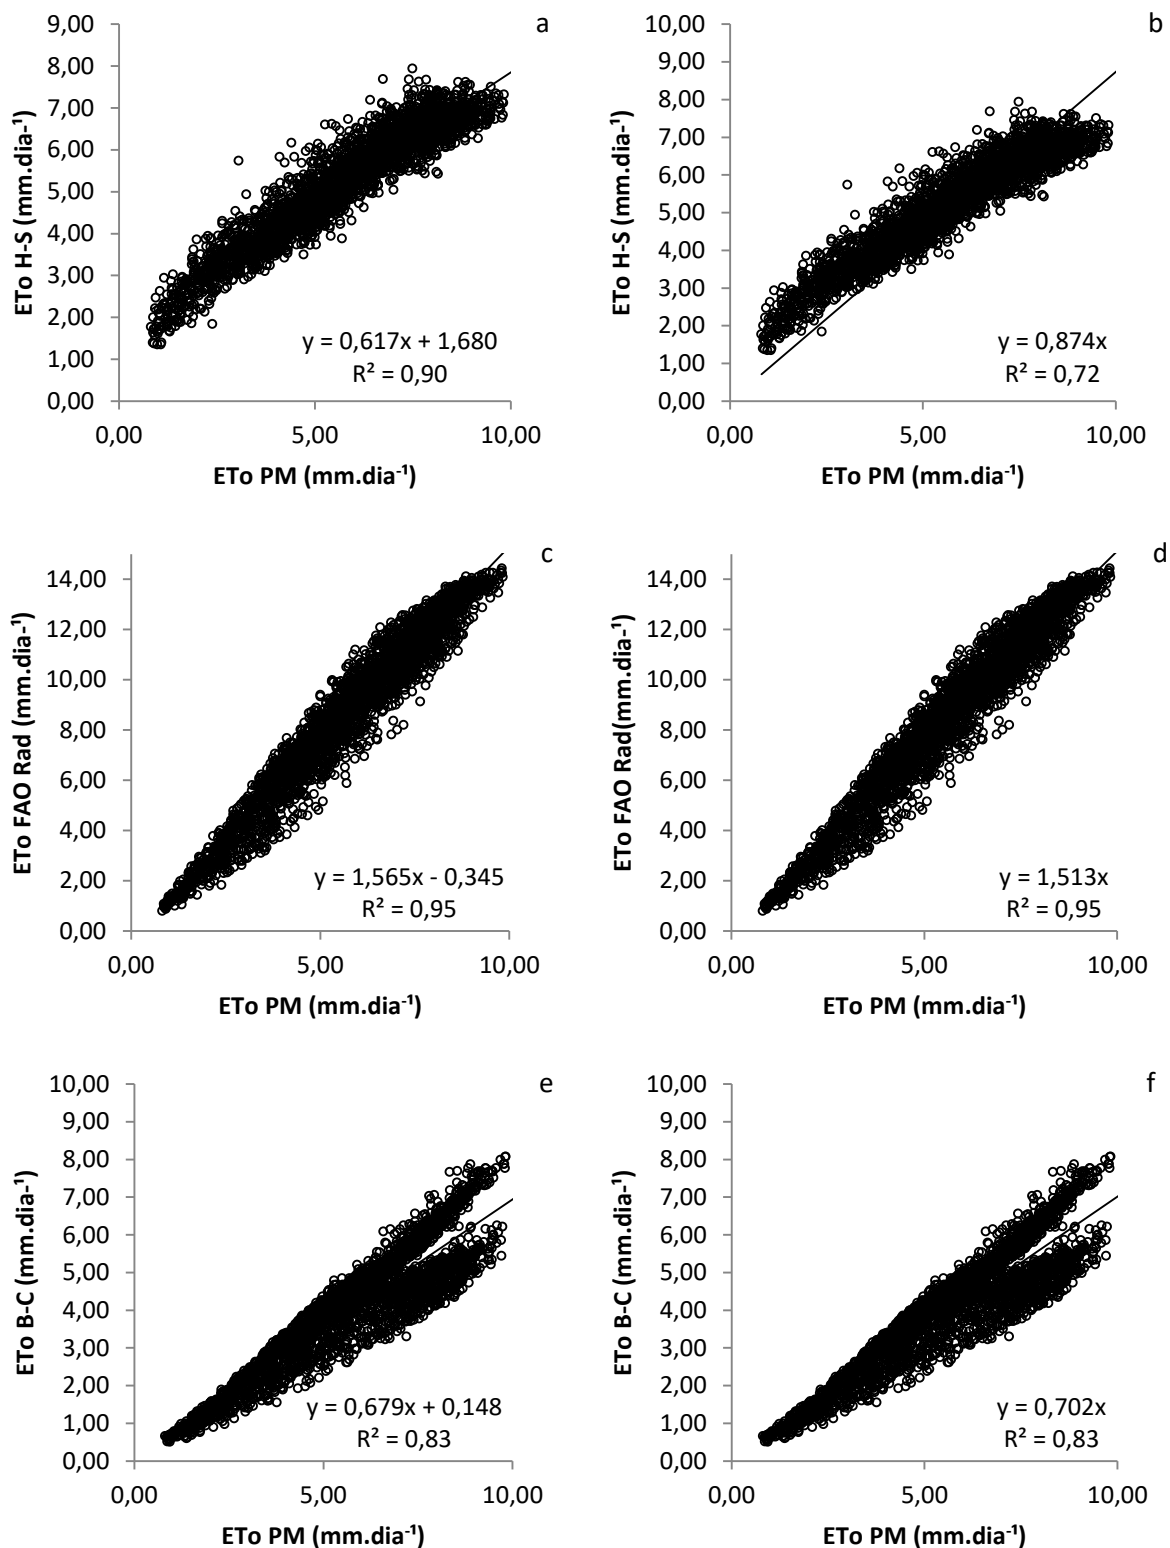 a
9,00
8,00
7,00
6,00
5,00
4,00
3,00
2,00
1,00
0,00
ETo H-S (mm.dia-¹)
y = 0,617x + 1,680
R² = 0,90
0,00 5,00 10,00
ETo PM (mm.dia-¹)
b
10,00
9,00
8,00
7,00
6,00
5,00
4,00
3,00
2,00
1,00
0,00
ETo H-S (mm.dia-¹)
y = 0,874x
R² = 0,72
0,00 5,00 10,00
ETo PM (mm.dia-¹)
c
14,00
12,00
10,00
8,00
6,00
4,00
2,00
0,00
ETo FAO Rad (mm.dia-¹)
y = 1,565x - 0,345
R² = 0,95
0,00 5,00 10,00
ETo PM (mm.dia-¹)
d
14,00
12,00
10,00
8,00
6,00
4,00
2,00
0,00
ETo FAO Rad(mm.dia-¹)
y = 1,513x
R² = 0,95
0,00 5,00 10,00
ETo PM (mm.dia-¹)
e
10,00
9,00
8,00
7,00
6,00
5,00
4,00
3,00
2,00
1,00
0,00
ETo B-C (mm.dia-¹)
y = 0,679x + 0,148
R² = 0,83
0,00 5,00 10,00
ETo PM (mm.dia-¹)
f
10,00
9,00
8,00
7,00
6,00
5,00
4,00
3,00
2,00
1,00
0,00
ETo B-C (mm.dia-¹)
y = 0,702x
R² = 0,83
0,00 5,00 10,00
ETo PM (mm.dia-¹)